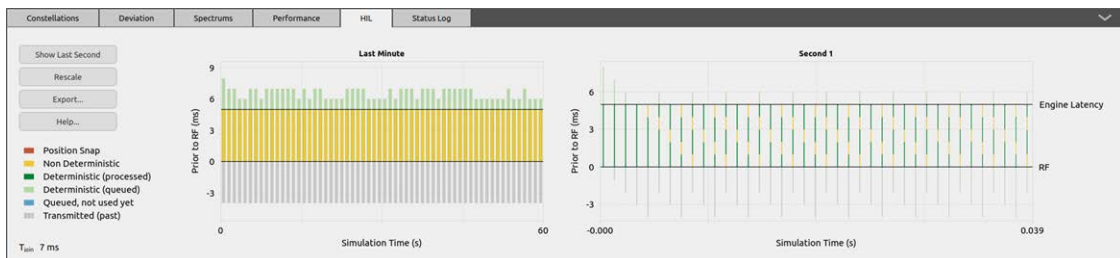 Constellations
Deviation
Spectrums
Performance
HIL
Status Log
Show Last Second
Rescale
Export...
Help...
Position Snap
Non Deterministic
Deterministic (processed)
Deterministic (queued)
Queued, not used yet
Transmitted (past)
Tjoin 7 ms
Last Minute
Prior to RF (ms)
9
6
3
0
-3
0
60
Simulation Time (s)
Second 1
Prior to RF (ms)
6
3
0
-3
Engine Latency
RF
-0.000
0.039
Simulation Time (s)